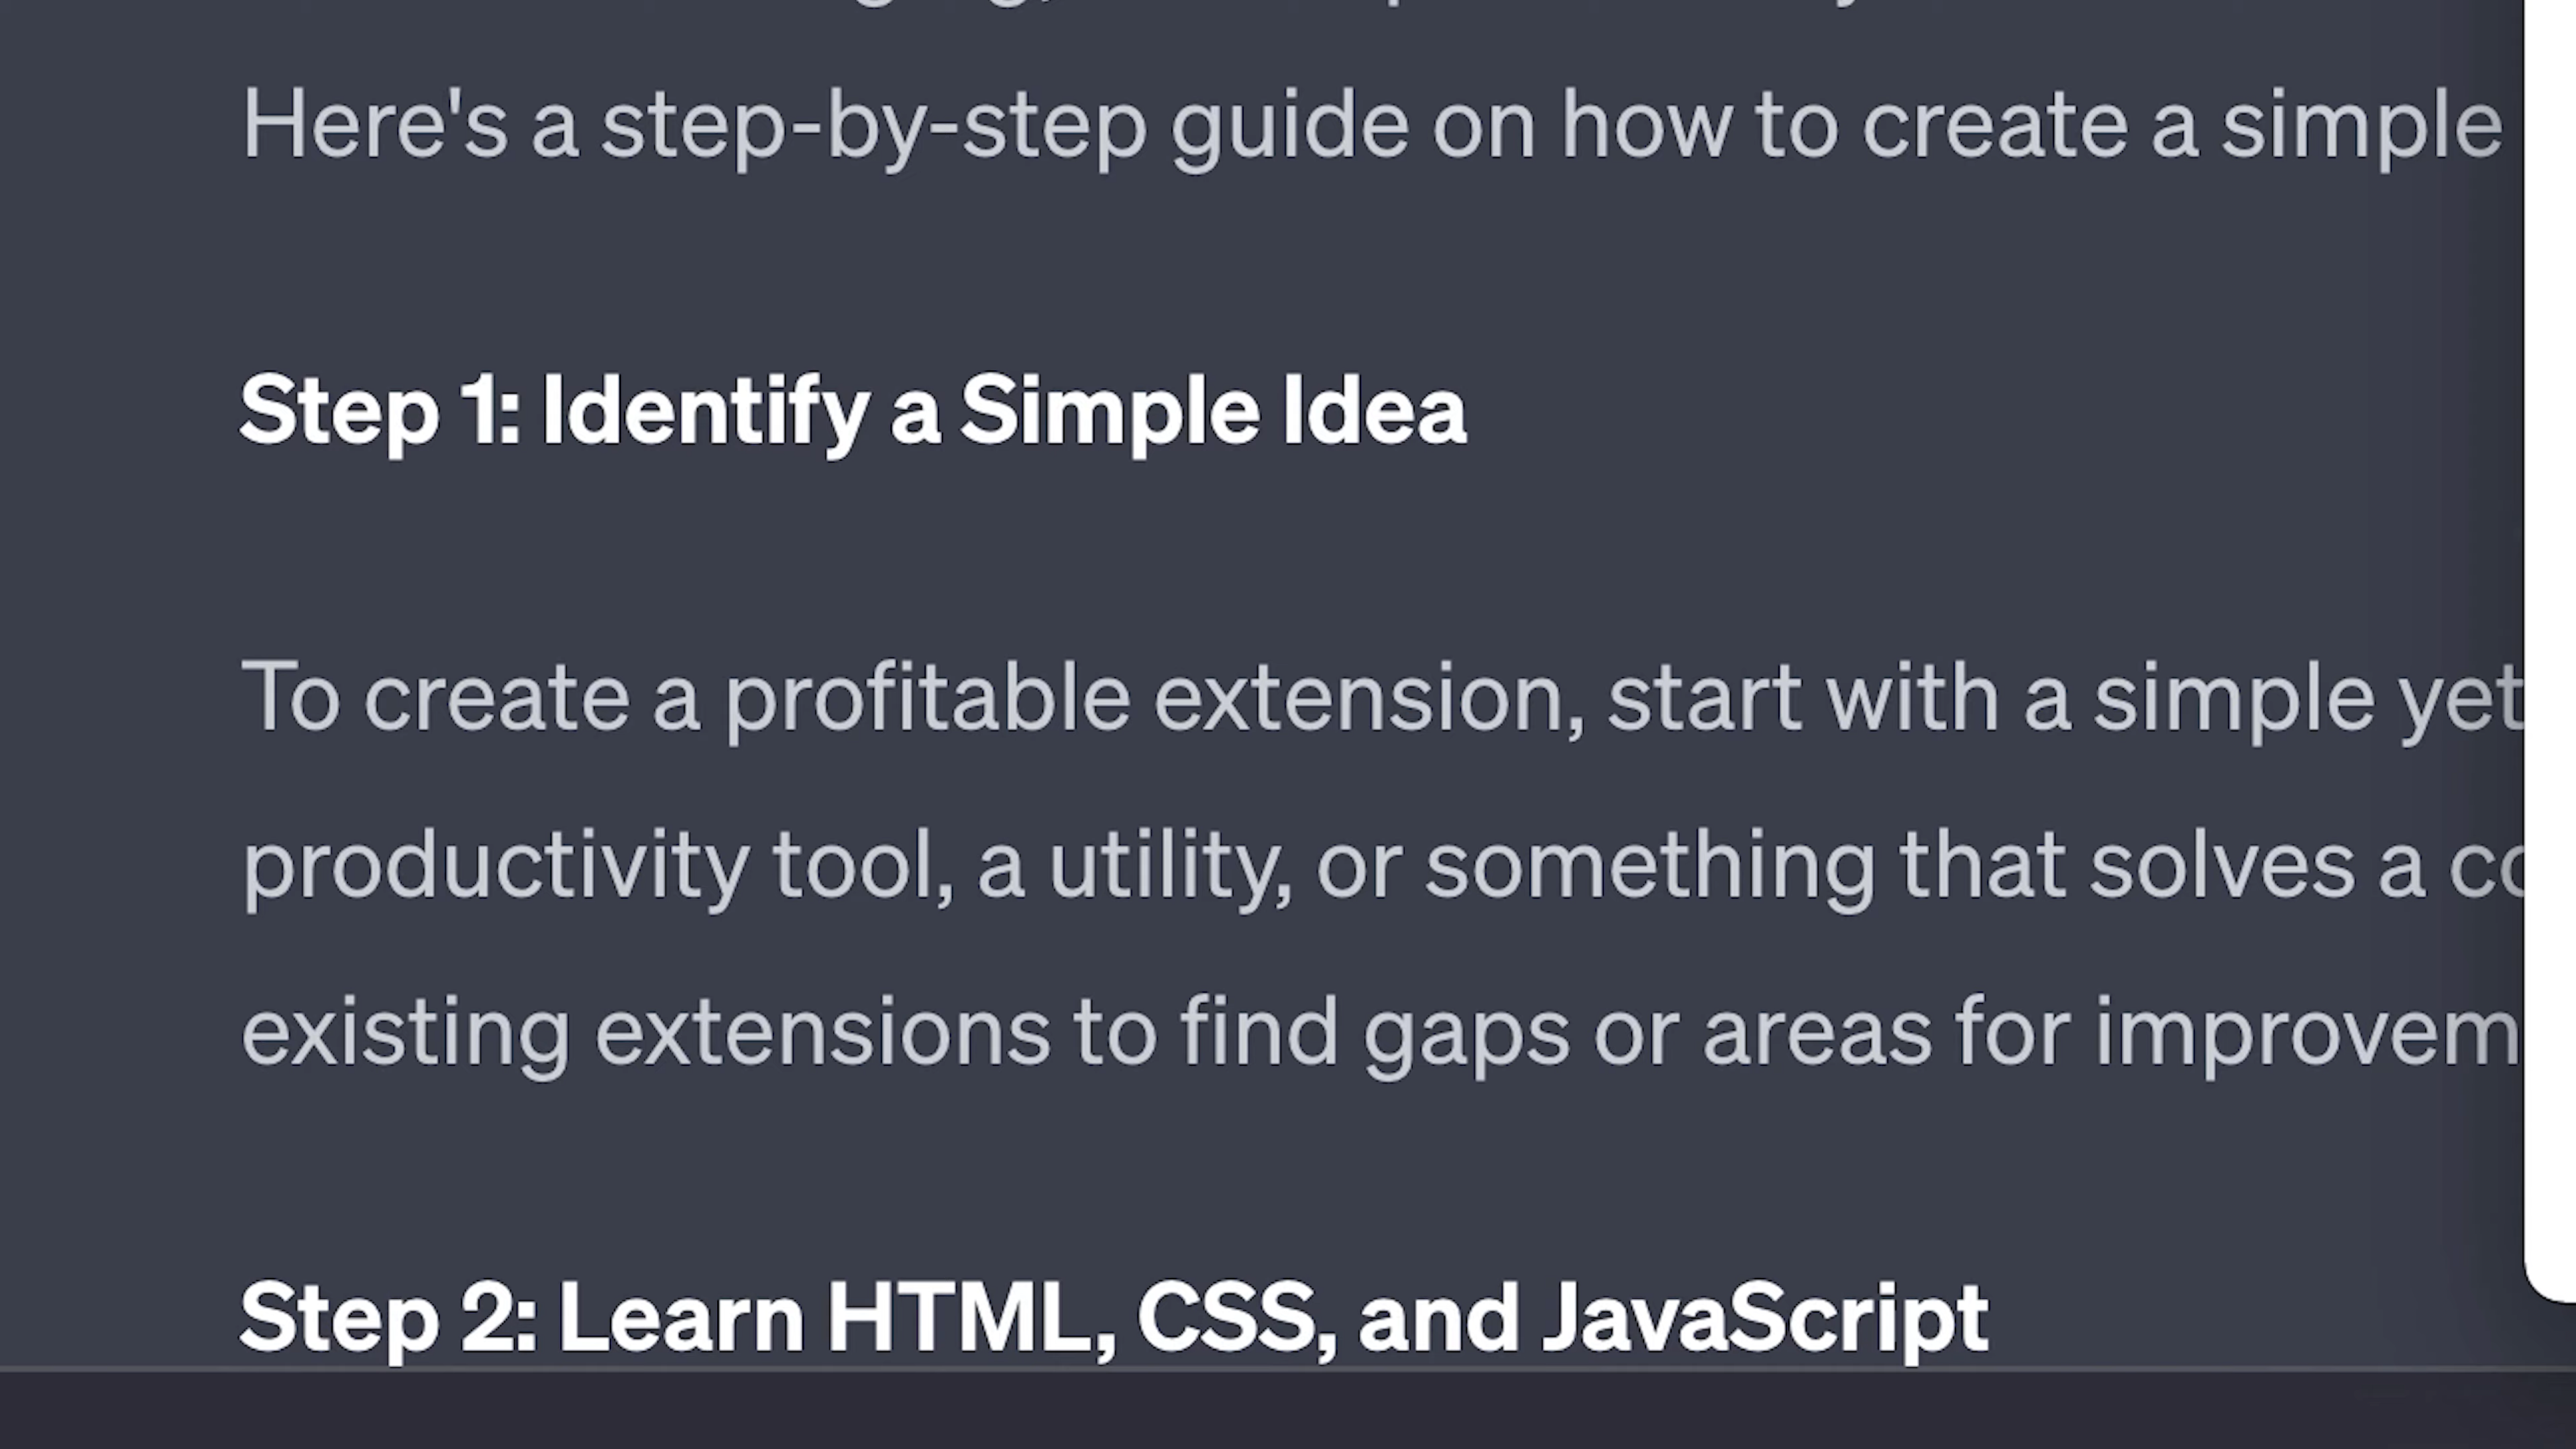 Here's a step-by-step guide on how to create a simple
Step 1: Identify a Simple Idea
To create a profitable extension, start with a simple yet
productivity tool, a utility, or something that solves a
existing extensions to find gaps or areas for
Step 2: Learn HTML, CSS, and JavaScript